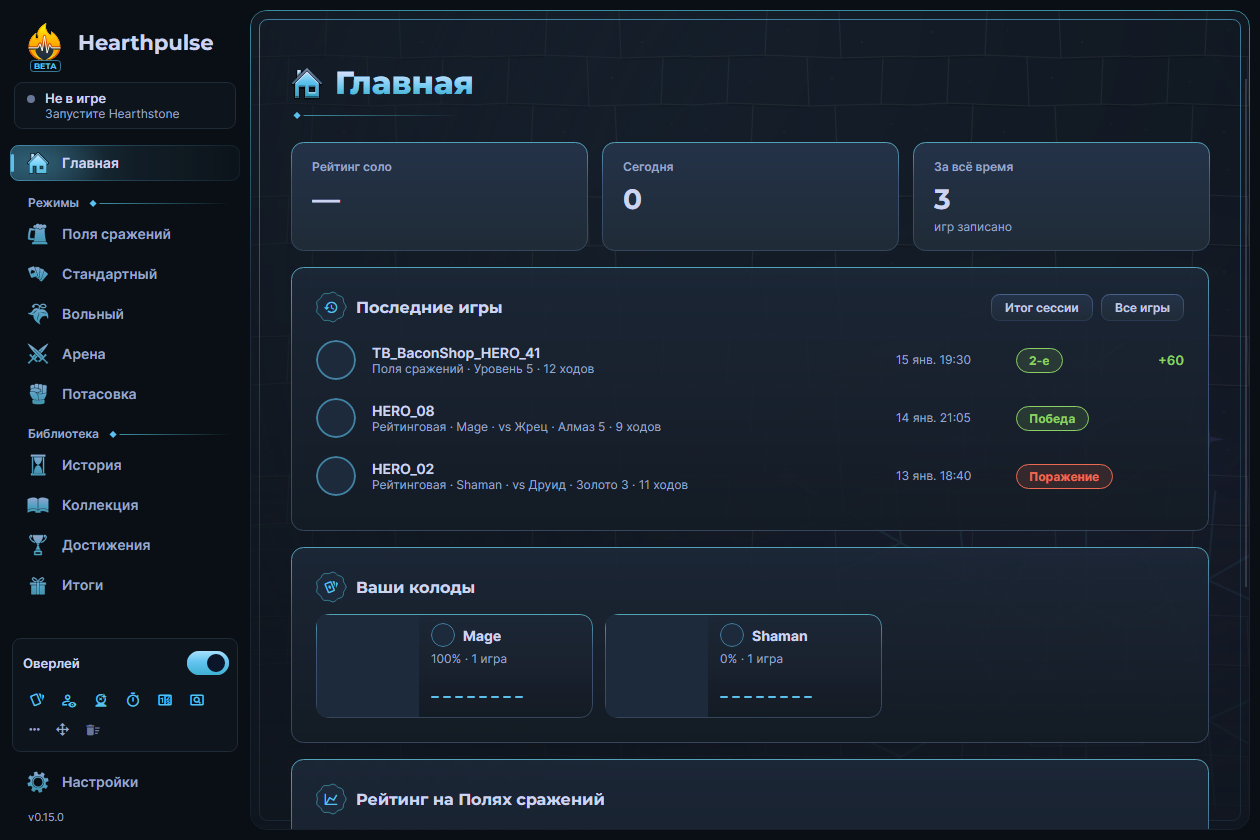 Hearthpulse
BETA
Не в игре
Запустите Hearthstone
Главная
Режимы
Поля сражений
Стандартный
Вольный
Арена
Потасовка
Библиотека
История
Коллекция
Достижения
Итоги
Оверлей
Настройки
v0.15.0
Главная
Рейтинг соло
—
Сегодня
0
За всё время
3
игр записано
Последние игры
Итог сессии
Все игры
TB_BaconShop_HERO_41
Поля сражений · Уровень 5 · 12 ходов
15 янв. 19:30
2-е
+60
HERO_08
Рейтинговая · Mage · vs Жрец · Алмаз 5 · 9 ходов
14 янв. 21:05
Победа
HERO_02
Рейтинговая · Shaman · vs Друид · Золото 3 · 11 ходов
13 янв. 18:40
Поражение
Ваши колоды
Mage
100% · 1 игра
Shaman
0% · 1 игра
Рейтинг на Полях сражений